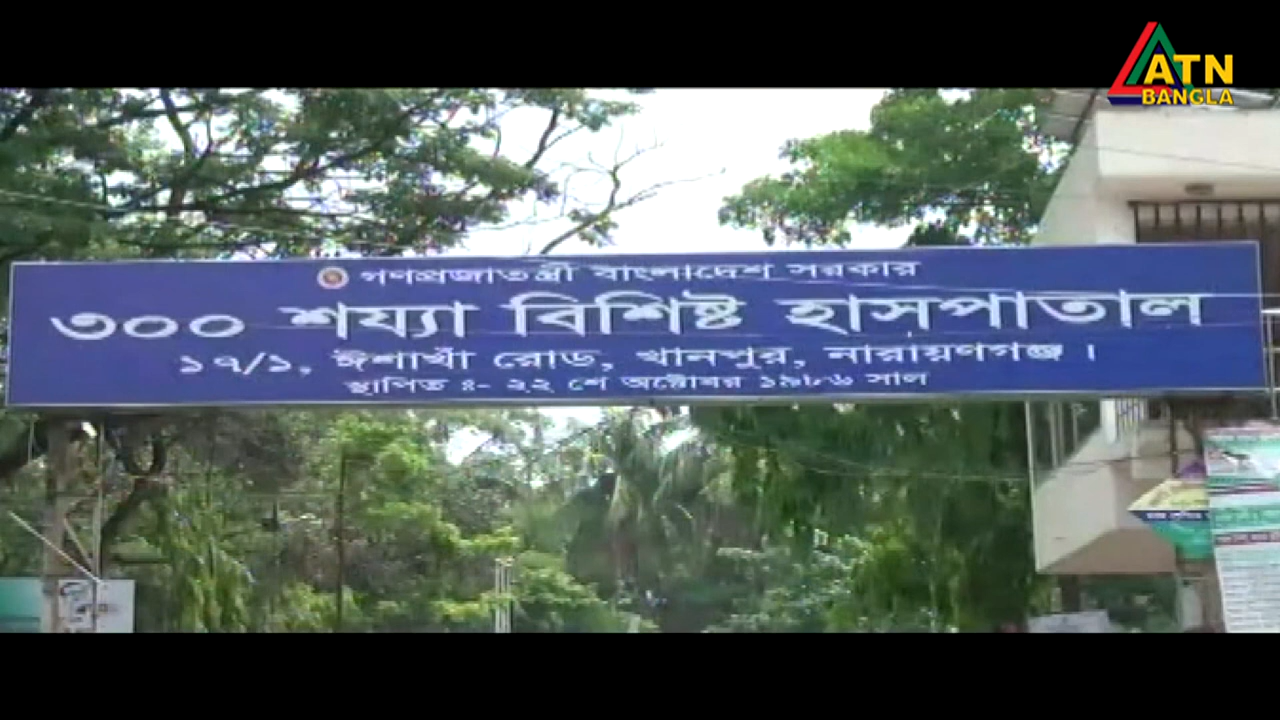 ATN
BANGLA
গণপ্রজাতন্ত্রী বাংলাদেশ সরকার
৩০০ শয্যা বিশিষ্ট হাসপাতাল
১৭/১, ঈশাখাঁ রোড, খানপুর, নারায়ণগঞ্জ ।
স্থাপিত ঃ- ২২ শে অক্টোবর ১৯৮৬ সাল